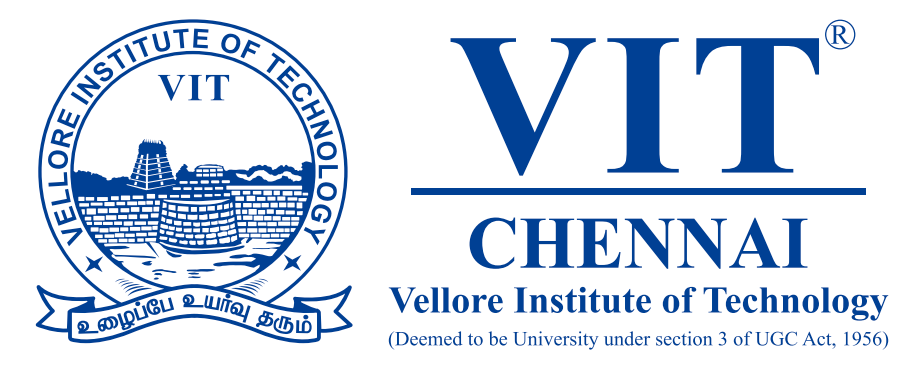 VELLORE INSTITUTE OF TECHNOLOGY
VIT
உழைப்பே உயர்வு தரும்
VIT®
CHENNAI
Vellore Institute of Technology
(Deemed to be University under section 3 of UGC Act, 1956)